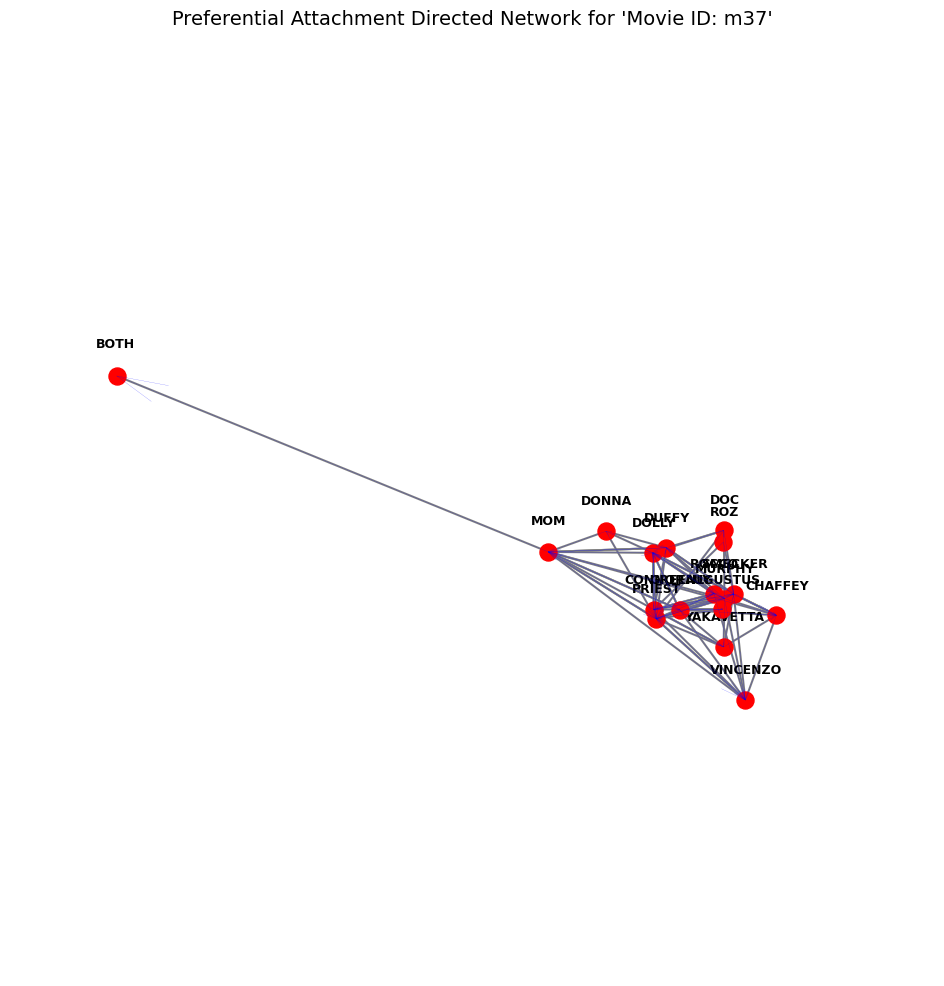 Preferential Attachment Directed Network for 'Movie ID: m37'
BOTH
DOC
DONNA
ROZ
DUFFY
MOM
DOLLY
MURPHY
CHAFFEY
PRIEST
YAKAVETTA
VINCENZO